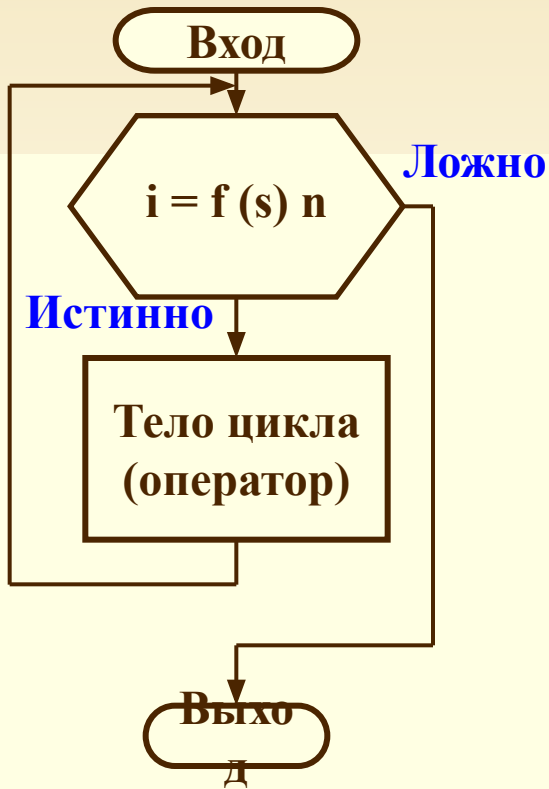 Вход
Ложно
i = f (s) n
Истинно
Тело цикла
(оператор)
Выхо
д